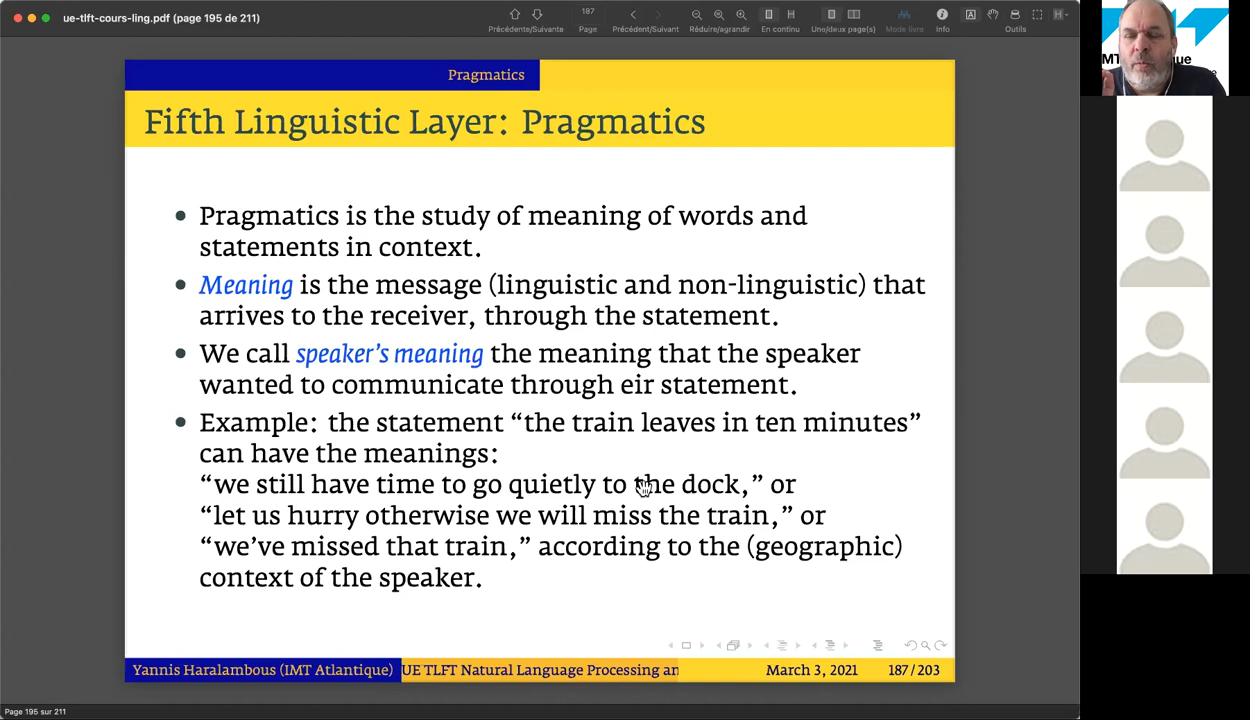 ue-tlft-cours-ling.pdf (page 195 de 211)
187
Précédente/Suivante
Page
Précédent/Suivant
Réduire/agrandir
En continu
Une/deux page(s)
Mode livre
Info
Outils
Pragmatics
Fifth Linguistic Layer: Pragmatics
• Pragmatics is the study of meaning of words and
statements in context.
• Meaning is the message (linguistic and non-linguistic) that
arrives to the receiver, through the statement.
• We call speaker’s meaning the meaning that the speaker
wanted to communicate through eir statement.
• Example: the statement “the train leaves in ten minutes”
can have the meanings:
“we still have time to go quietly to the dock,” or
“let us hurry otherwise we will miss the train,” or
“we’ve missed that train,” according to the (geographic)
context of the speaker.
Yannis Haralambous (IMT Atlantique)
UE TLFT Natural Language Processing an
March 3, 2021
187/203
Page 195 sur 211